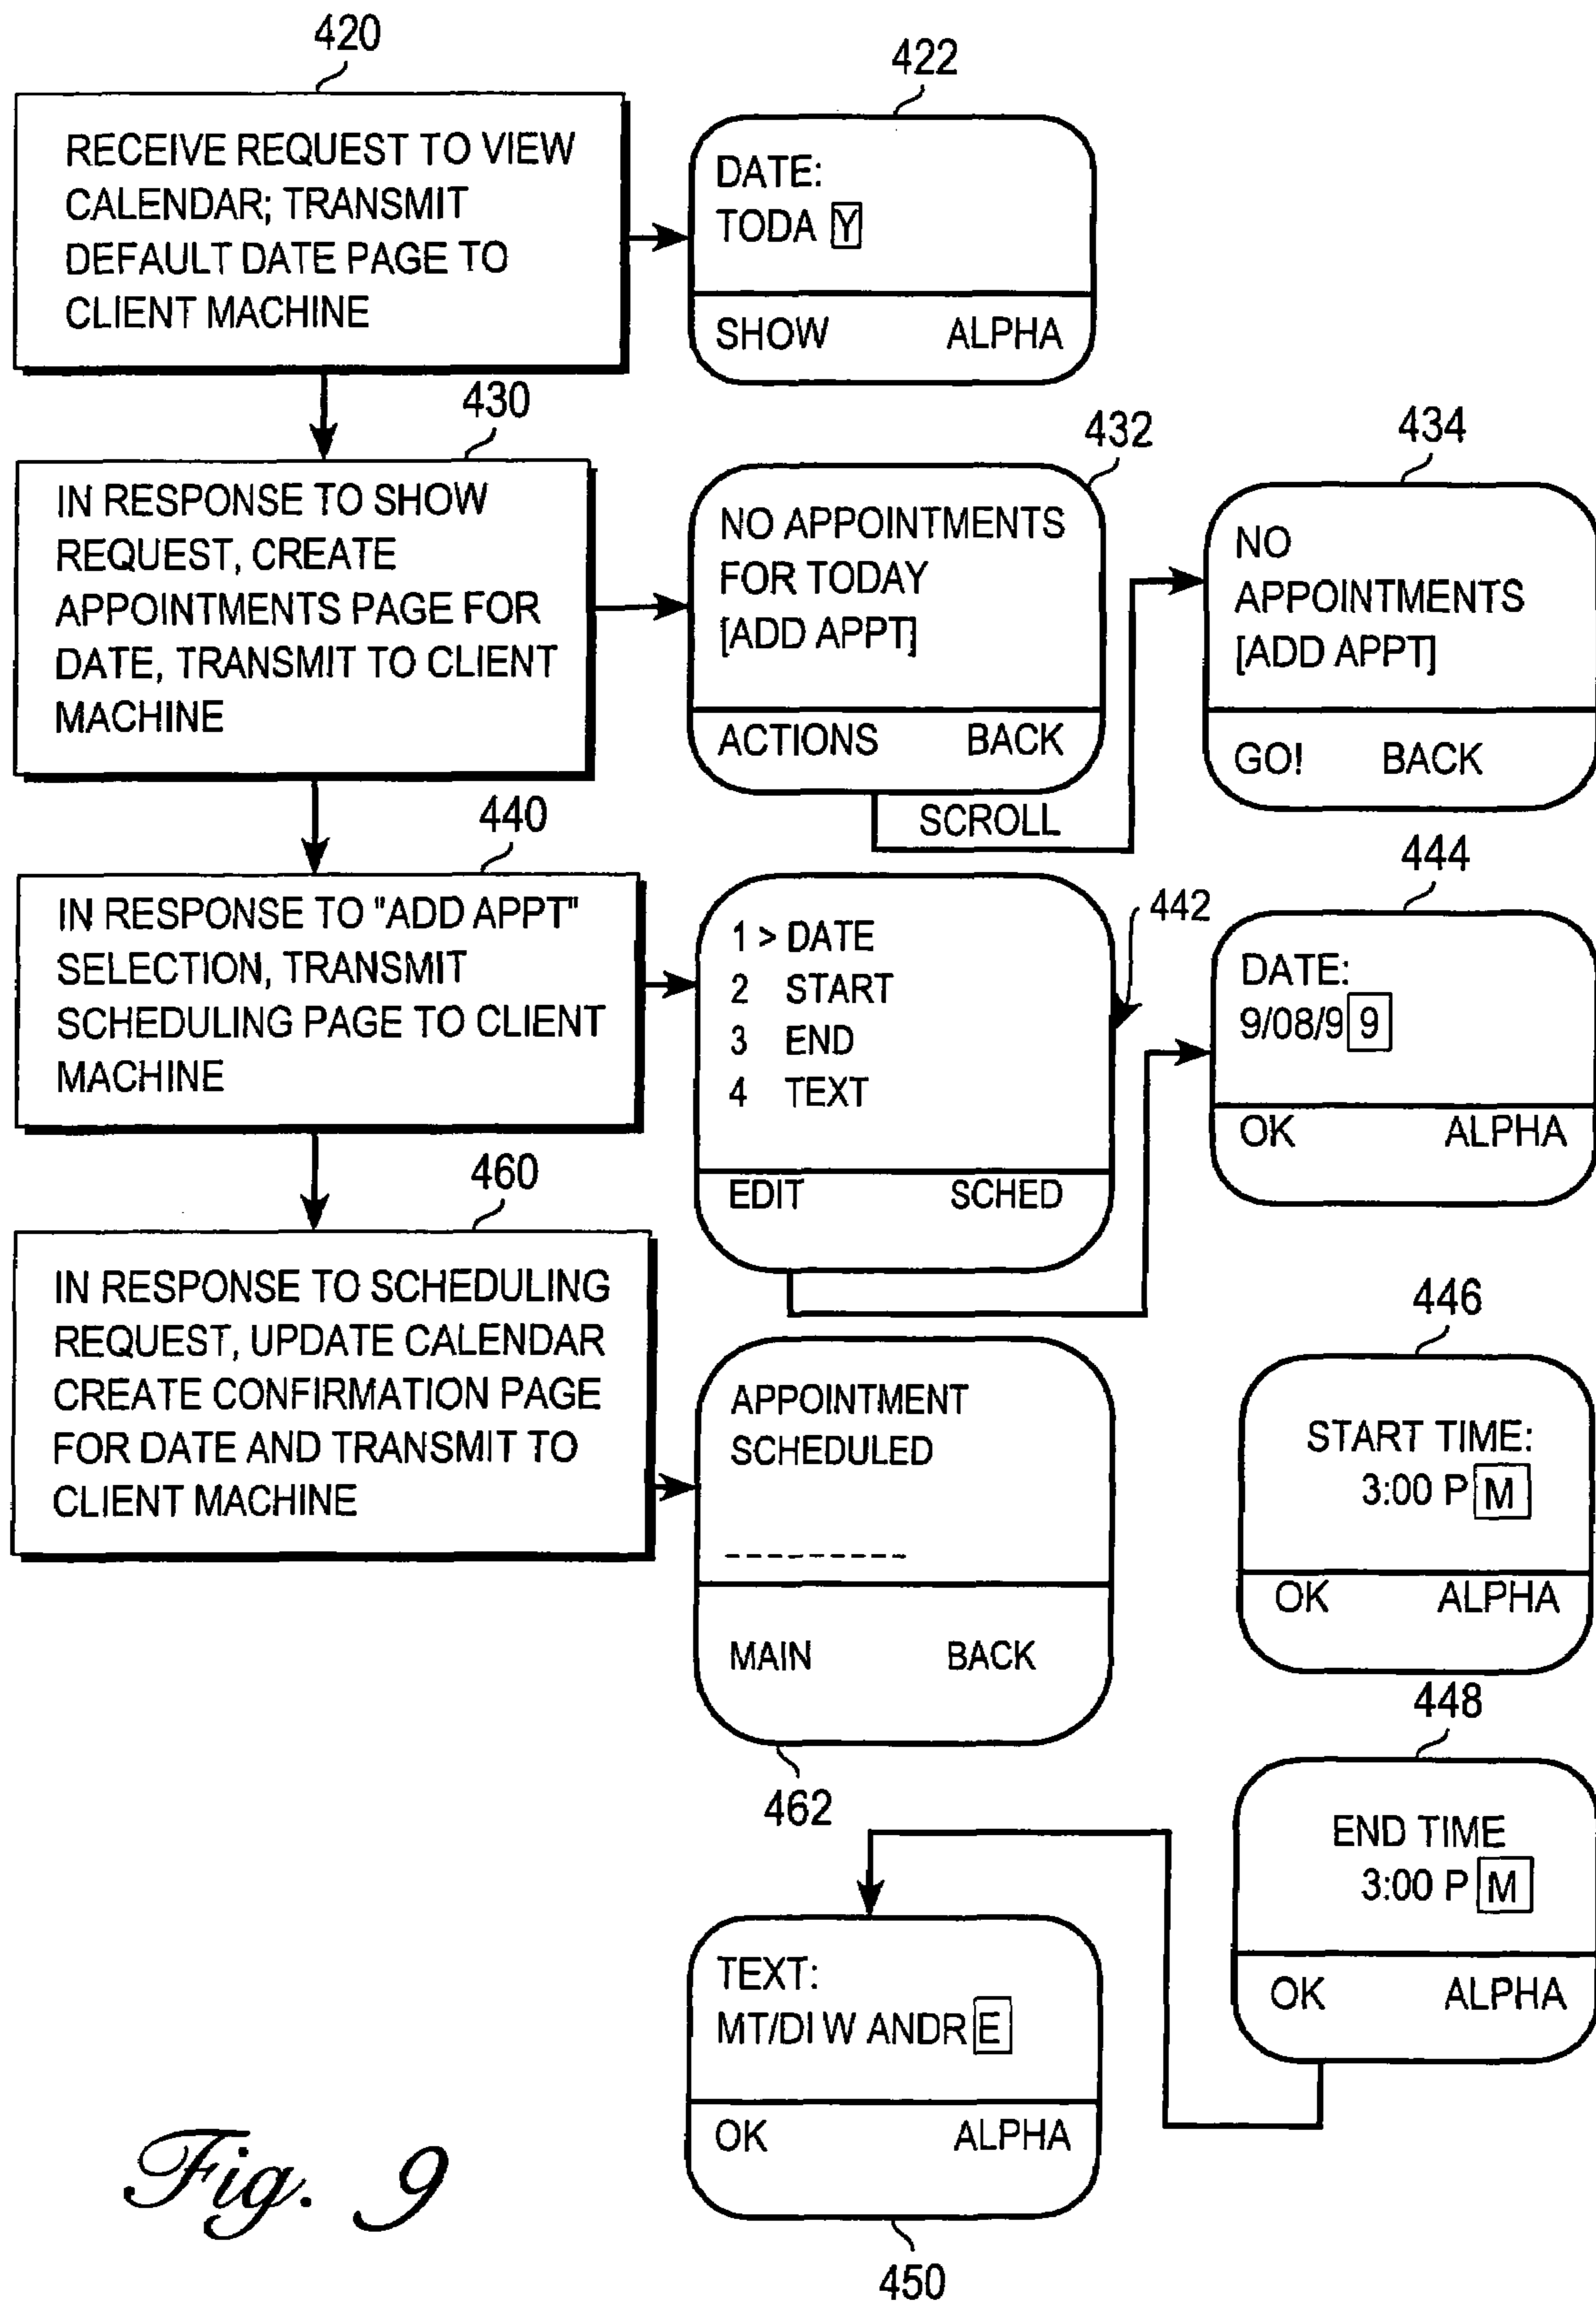 420
RECEIVE REQUEST TO VIEW
CALENDAR; TRANSMIT
DEFAULT DATE PAGE TO
CLIENT MACHINE
422
DATE:
TODA Y
SHOW ALPHA
430
IN RESPONSE TO SHOW
REQUEST, CREATE
APPOINTMENTS PAGE FOR
DATE, TRANSMIT TO CLIENT
MACHINE
432
NO APPOINTMENTS
FOR TODAY
[ADD APPT]
ACTIONS BACK
SCROLL
434
NO
APPOINTMENTS
[ADD APPT]
GO! BACK
440
IN RESPONSE TO "ADD APPT"
SELECTION, TRANSMIT
SCHEDULING PAGE TO CLIENT
MACHINE
442
1 > DATE
2 START
3 END
4 TEXT
EDIT SCHED
444
DATE:
9/08/9 9
OK ALPHA
460
IN RESPONSE TO SCHEDULING
REQUEST, UPDATE CALENDAR
CREATE CONFIRMATION PAGE
FOR DATE AND TRANSMIT TO
CLIENT MACHINE
APPOINTMENT
SCHEDULED
---------
MAIN BACK
462
446
START TIME:
3:00 P M
OK ALPHA
448
END TIME
3:00 P M
OK ALPHA
TEXT:
MT/DI W ANDR E
OK ALPHA
450
Fig. 9